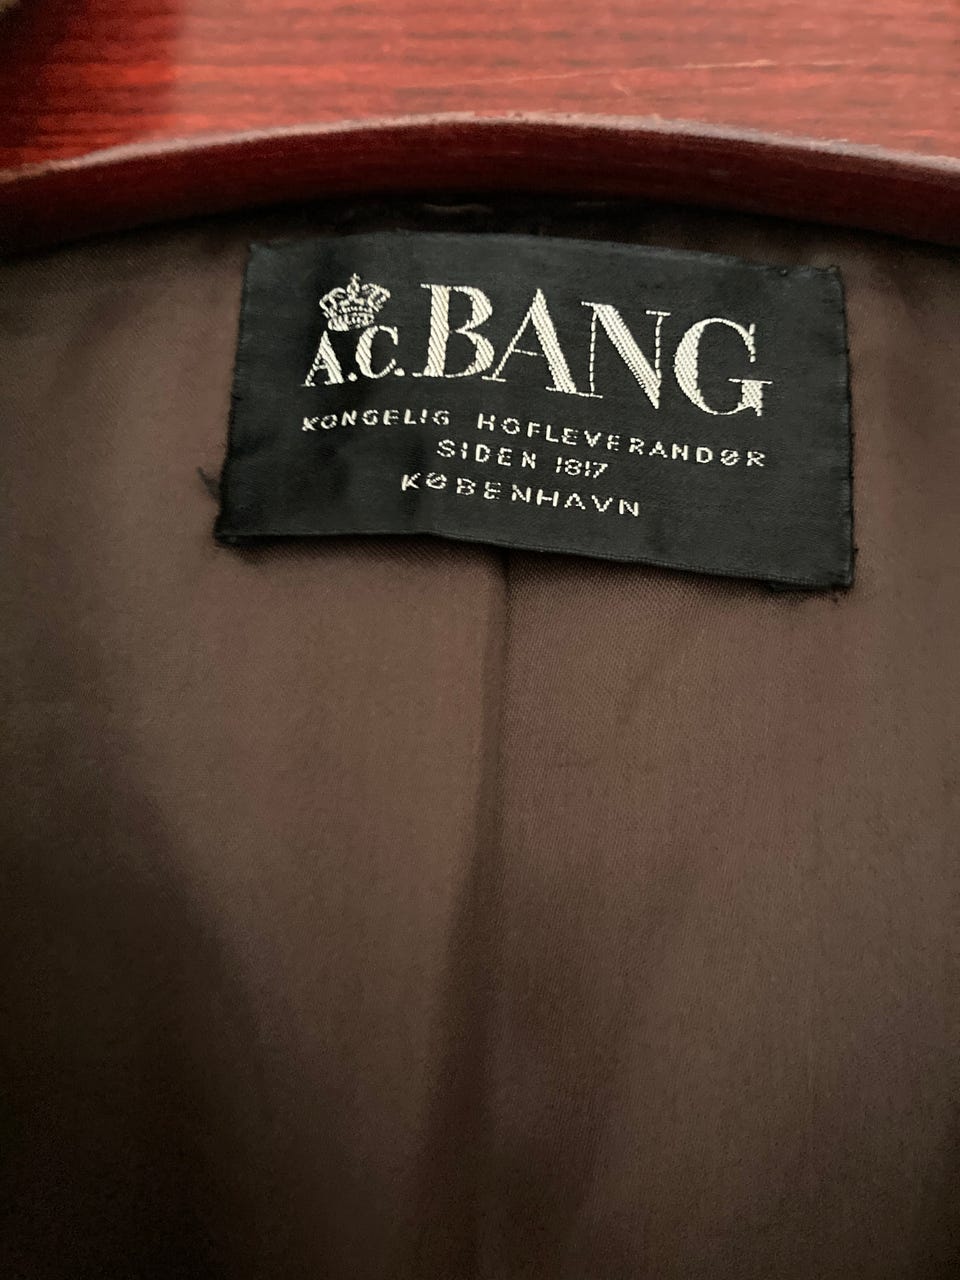 A.C. BANG
KONGELIG HOFLEVERANDØR
SIDEN 1817
KØBENHAVN